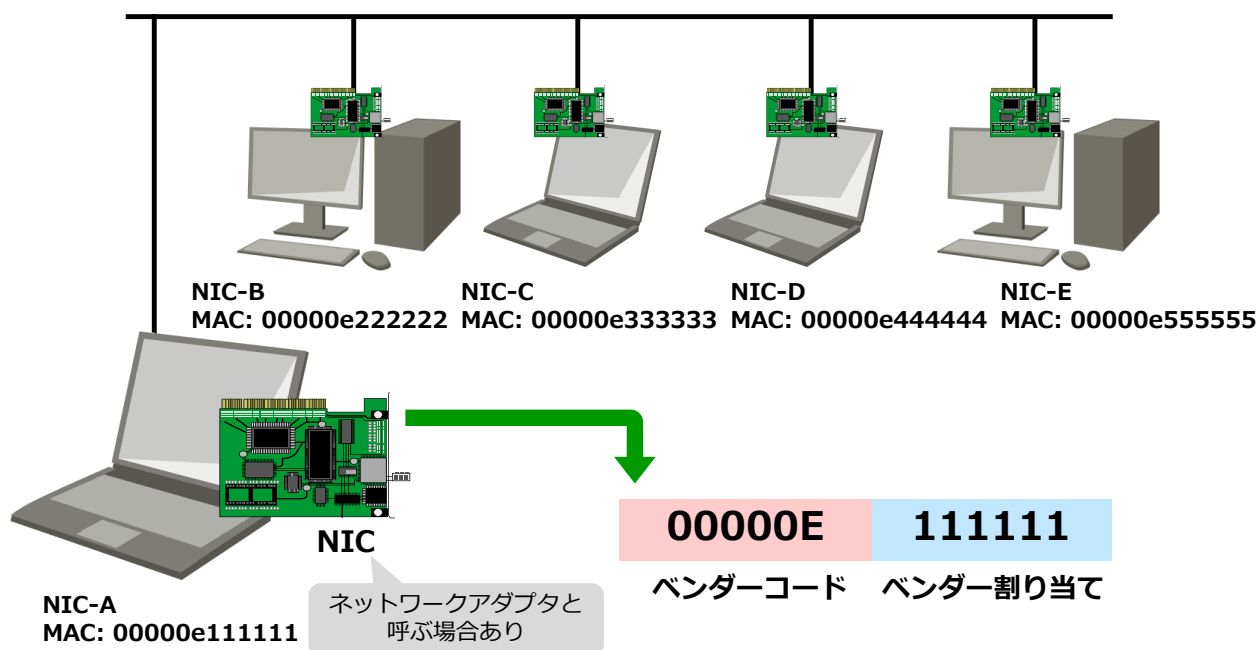 NIC-B
MAC: 00000e222222
NIC-C
MAC: 00000e333333
NIC-D
MAC: 00000e444444
NIC-E
MAC: 00000e555555
NIC
ネットワークアダプタと
呼ぶ場合あり
NIC-A
MAC: 00000e111111
00000E
111111
ベンダーコード
ベンダー割り当て